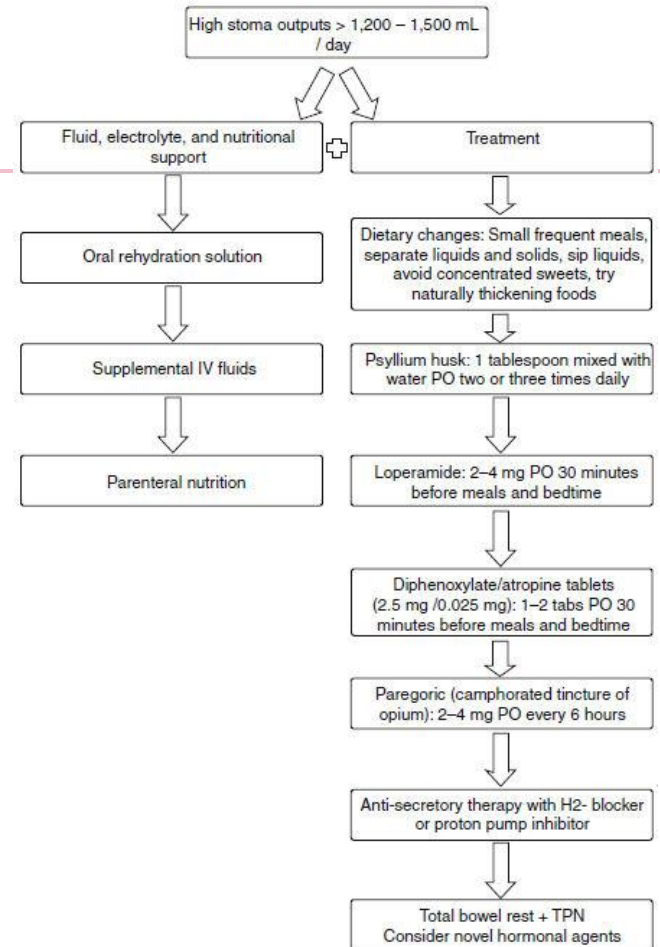 High stoma outputs > 1,200 – 1,500 mL
/ day
Fluid, electrolyte, and nutritional
support
Treatment
Oral rehydration solution
Dietary changes: Small frequent meals,
separate liquids and solids, sip liquids,
avoid concentrated sweets, try
naturally thickening foods
Supplemental IV fluids
Psyllium husk: 1 tablespoon mixed with
water PO two or three times daily
Parenteral nutrition
Loperamide: 2–4 mg PO 30 minutes
before meals and bedtime
Diphenoxylate/atropine tablets
(2.5 mg /0.025 mg): 1–2 tabs PO 30
minutes before meals and bedtime
Paregoric (camphorated tincture of
opium): 2–4 mg PO every 6 hours
Anti-secretory therapy with H2- blocker
or proton pump inhibitor
Total bowel rest + TPN
Consider novel hormonal agents